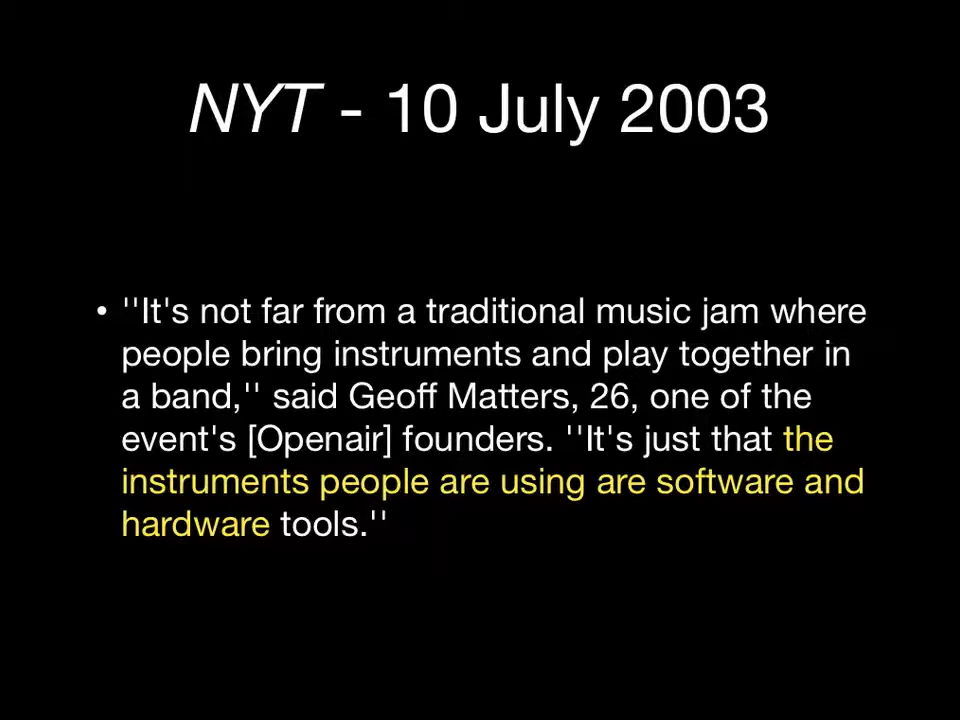 NYT - 10 July 2003
• ''It's not far from a traditional music jam where
people bring instruments and play together in
a band,'' said Geoff Matters, 26, one of the
event's [Openair] founders. ''It's just that the
instruments people are using are software and
hardware tools.''